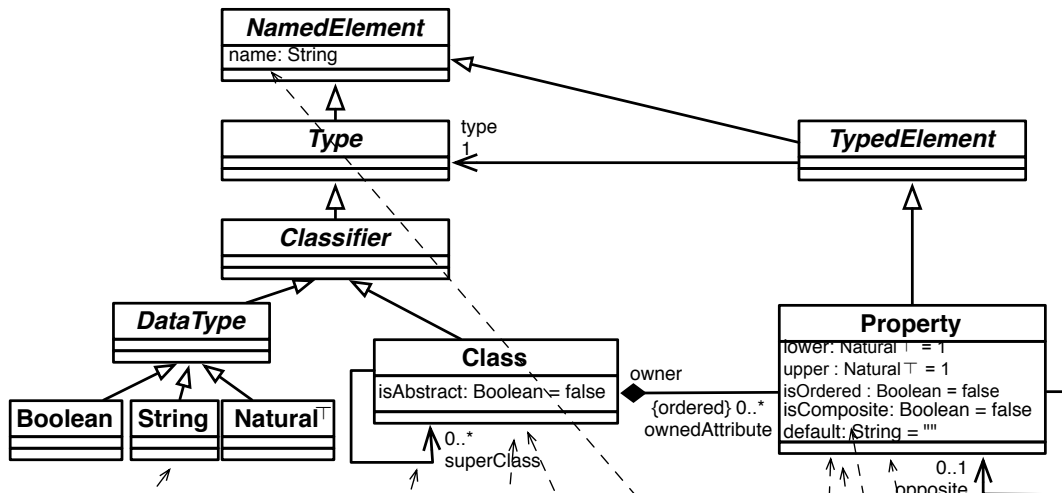 NamedElement
name: String
type
1
Type
TypedElement
Classifier
DataType
Boolean
String
Natural⊤
Class
isAbstract: Boolean = false
0..*
superClass
owner
{ordered} 0..*
ownedAttribute
Property
lower: Natural⊤ = 1
upper : Natural⊤ = 1
isOrdered : Boolean = false
isComposite: Boolean = false
default: String = ""
0..1
opposite